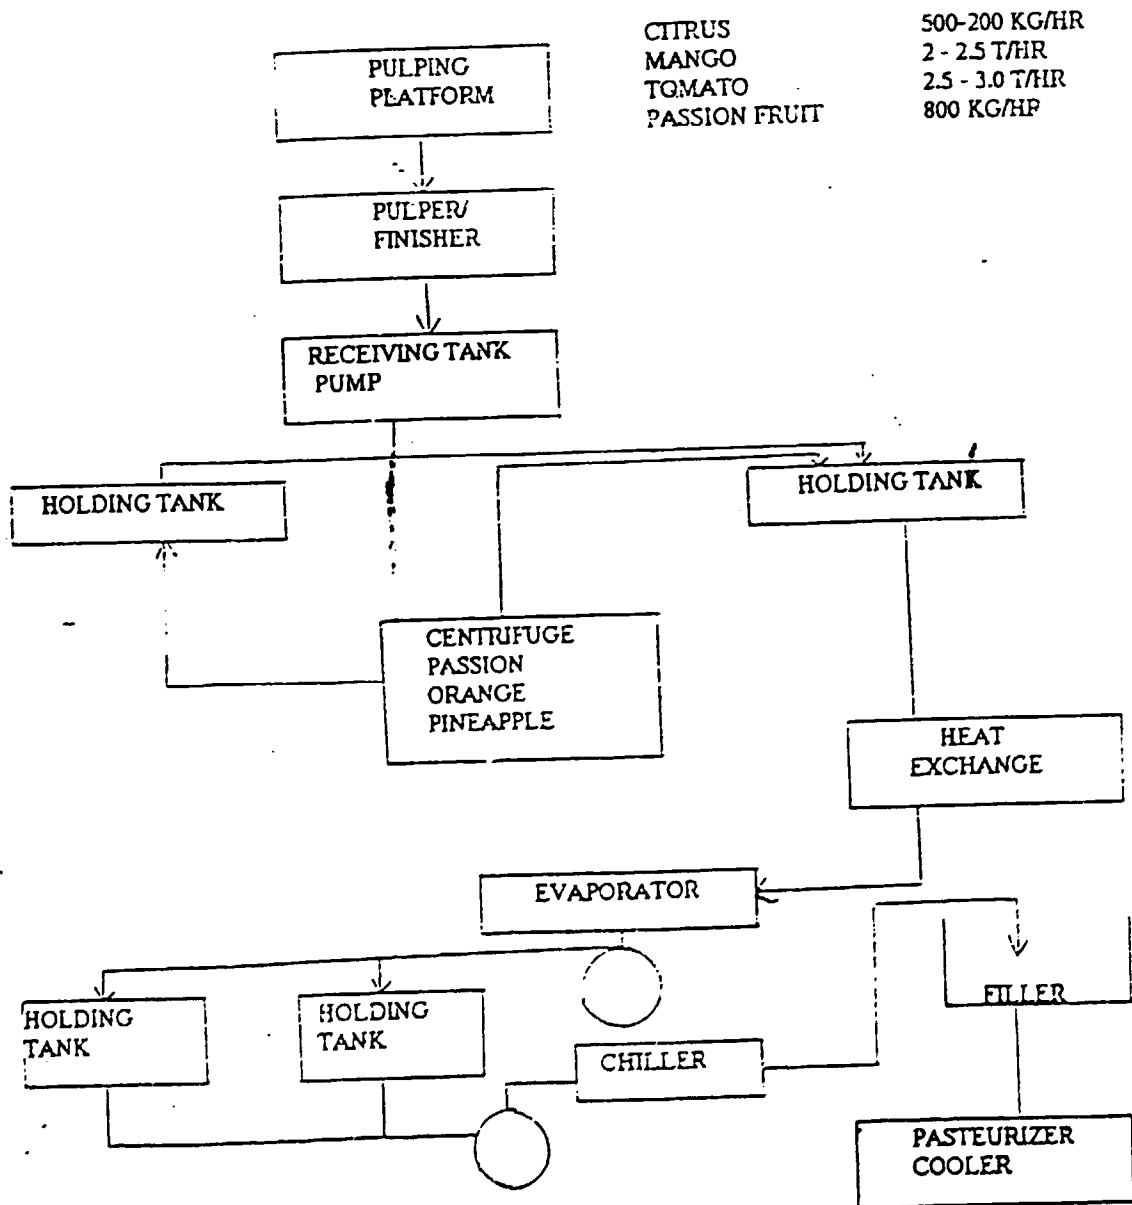 CITRUS 500-200 KG/HR
MANGO 2 - 2.5 T/HR
TOMATO 2.5 - 3.0 T/HR
PASSION FRUIT 800 KG/HP
PULPING
PLATFORM
PULPER/
FINISHER
RECEIVING TANK
PUMP
HOLDING TANK
HOLDING TANK
CENTRIFUGE
PASSION
ORANGE
PINEAPPLE
HEAT
EXCHANGE
EVAPORATOR
HOLDING
TANK
HOLDING
TANK
CHILLER
FILLER
PASTEURIZER
COOLER